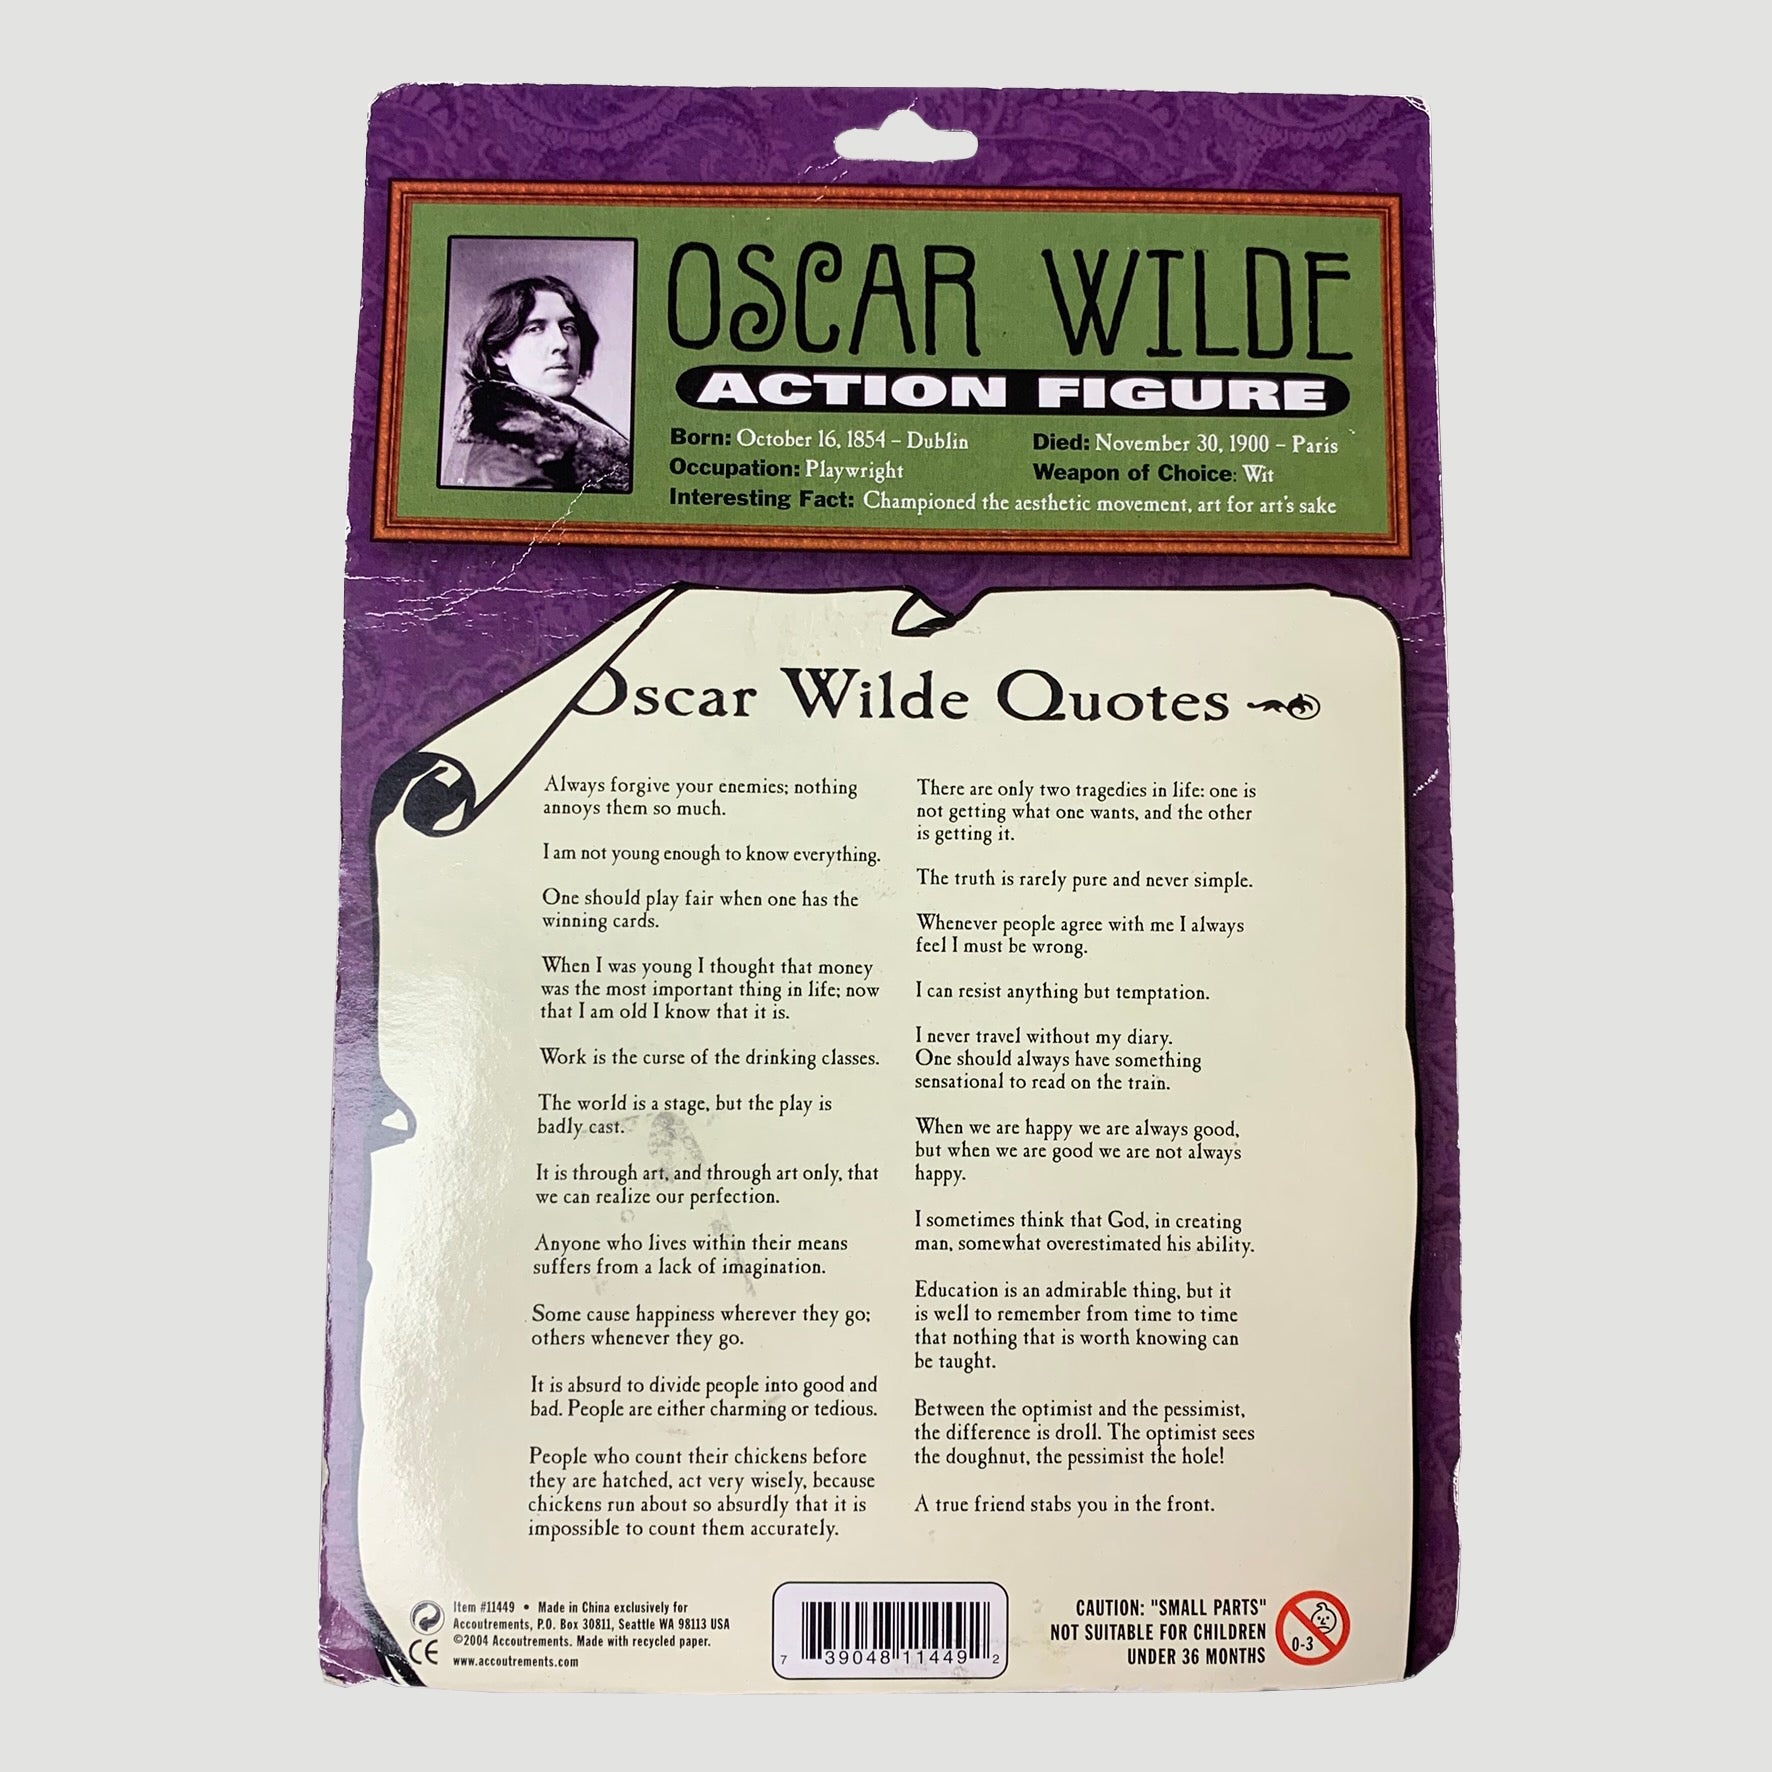 OSCAR WILDE
ACTION FIGURE
Born: October 16, 1854 – Dublin
Died: November 30, 1900 – Paris
Occupation: Playwright
Weapon of Choice: Wit
Interesting Fact: Championed the aesthetic movement, art for art's sake
Oscar Wilde Quotes
Always forgive your enemies; nothing
annoys them so much.
I am not young enough to know everything.
One should play fair when one has the
winning cards.
When I was young I thought that money
was the most important thing in life; now
that I am old I know that it is.
Work is the curse of the drinking classes.
The world is a stage, but the play is
badly cast.
It is through art, and through art only, that
we can realize our perfection.
Anyone who lives within their means
suffers from a lack of imagination.
Some cause happiness wherever they go;
others whenever they go.
It is absurd to divide people into good and
bad. People are either charming or tedious.
People who count their chickens before
they are hatched, act very wisely, because
chickens run about so absurdly that it is
impossible to count them accurately.
There are only two tragedies in life: one is
not getting what one wants, and the other
is getting it.
The truth is rarely pure and never simple.
Whenever people agree with me I always
feel I must be wrong.
I can resist anything but temptation.
I never travel without my diary.
One should always have something
sensational to read on the train.
When we are happy we are always good,
but when we are good we are not always
happy.
I sometimes think that God, in creating
man, somewhat overestimated his ability.
Education is an admirable thing, but it
is well to remember from time to time
that nothing that is worth knowing can
be taught.
Between the optimist and the pessimist,
the difference is droll. The optimist sees
the doughnut, the pessimist the hole!
A true friend stabs you in the front.
Item #11449 • Made in China exclusively for
Accoutrements, P.O. Box 30811, Seattle WA 98113 USA
©2004 Accoutrements. Made with recycled paper.
www.accoutrements.com
CE
7 39048 11449 2
CAUTION: "SMALL PARTS"
NOT SUITABLE FOR CHILDREN
UNDER 36 MONTHS
0-3